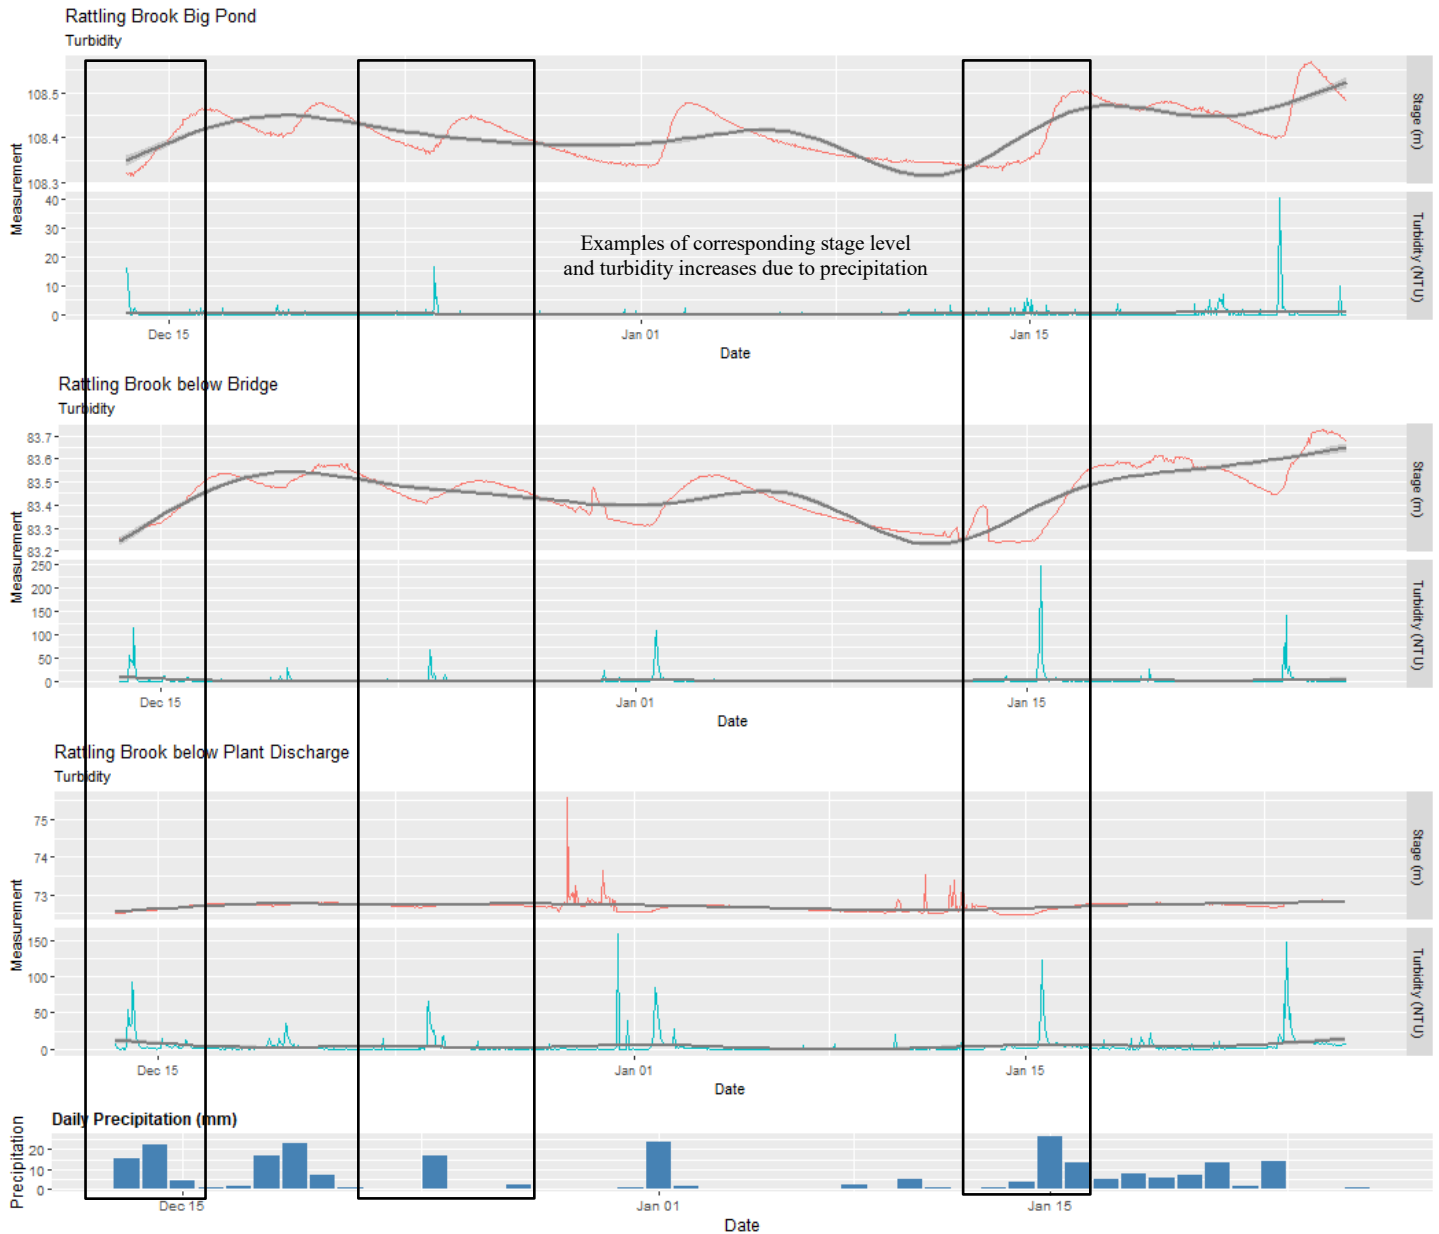 Rattling Brook Big Pond
Turbidity
Measurement
108.5
108.4
108.3
Stage (m)
40
30
20
10
0
Turbidity (NTU)
Examples of corresponding stage level
and turbidity increases due to precipitation
Dec 15
Jan 01
Jan 15
Date
Rattling Brook below Bridge
Turbidity
Measurement
83.7
83.6
83.5
83.4
83.3
83.2
Stage (m)
250
200
150
100
50
0
Turbidity (NTU)
Dec 15
Jan 01
Jan 15
Date
Rattling Brook below Plant Discharge
Turbidity
Measurement
75
74
73
Stage (m)
150
100
50
0
Turbidity (NTU)
Dec 15
Jan 01
Jan 15
Date
Daily Precipitation (mm)
Precipitation
20
10
0
Dec 15
Jan 01
Jan 15
Date